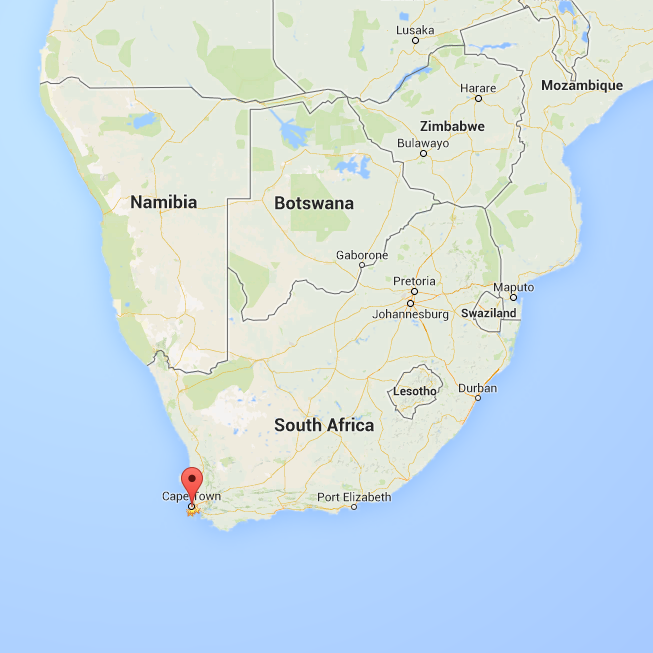 Lusaka
Harare
Mozambique
Zimbabwe
Bulawayo
Namibia
Botswana
Gaborone
Pretoria
Maputo
Johannesburg
Swaziland
Lesotho
Durban
South Africa
Cape Town
Port Elizabeth